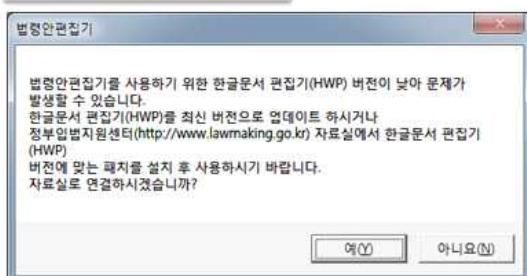 법령안편집기
법령안편집기를 사용하기 위한 한글문서 편집기(HWP) 버전이 낮아 문제가
발생할 수 있습니다.
한글문서 편집기(HWP)를 최신 버전으로 업데이트 하시거나
정부입법지원센터(http://www.lawmaking.go.kr) 자료실에서 한글문서 편집기
(HWP)
버전에 맞는 패치를 설치 후 사용하시기 바랍니다.
자료실로 연결하시겠습니까?
예(Y) 아니요(N)